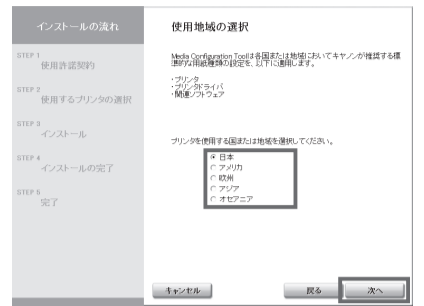 インストールの流れ
STEP 1
使用許諾契約
STEP 2
使用するプリンタの選択
STEP 3
インストール
STEP 4
インストールの完了
STEP 5
完了
使用地域の選択
Media Configuration Toolは各国または地域においてキヤノンが推奨する標
準的な用紙種類の設定を、以下に適用します。
・プリンタ
・プリンタドライバ
・関連ソフトウェア
プリンタを使用する国または地域を選択してください。
日本
アメリカ
欧州
アジア
オセアニア
キャンセル
戻る
次へ